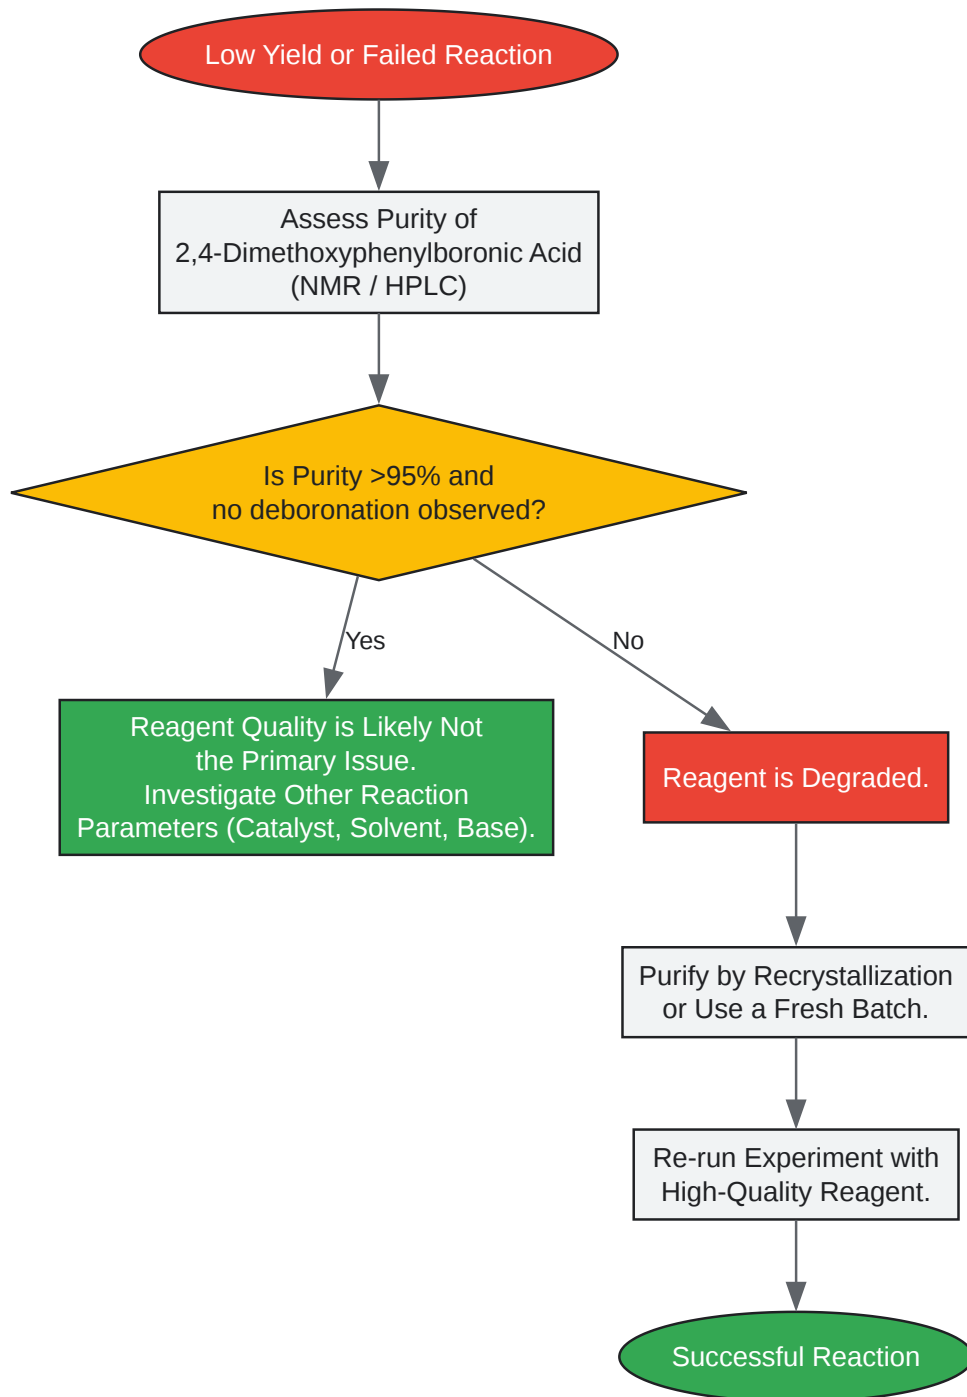 Low Yield or Failed Reaction
Assess Purity of
2,4-Dimethoxyphenylboronic Acid
(NMR / HPLC)
Is Purity >95% and
no deboronation observed?
Yes
No
Reagent Quality is Likely Not
the Primary Issue.
Investigate Other Reaction
Parameters (Catalyst, Solvent, Base).
Reagent is Degraded.
Purify by Recrystallization
or Use a Fresh Batch.
Re-run Experiment with
High-Quality Reagent.
Successful Reaction